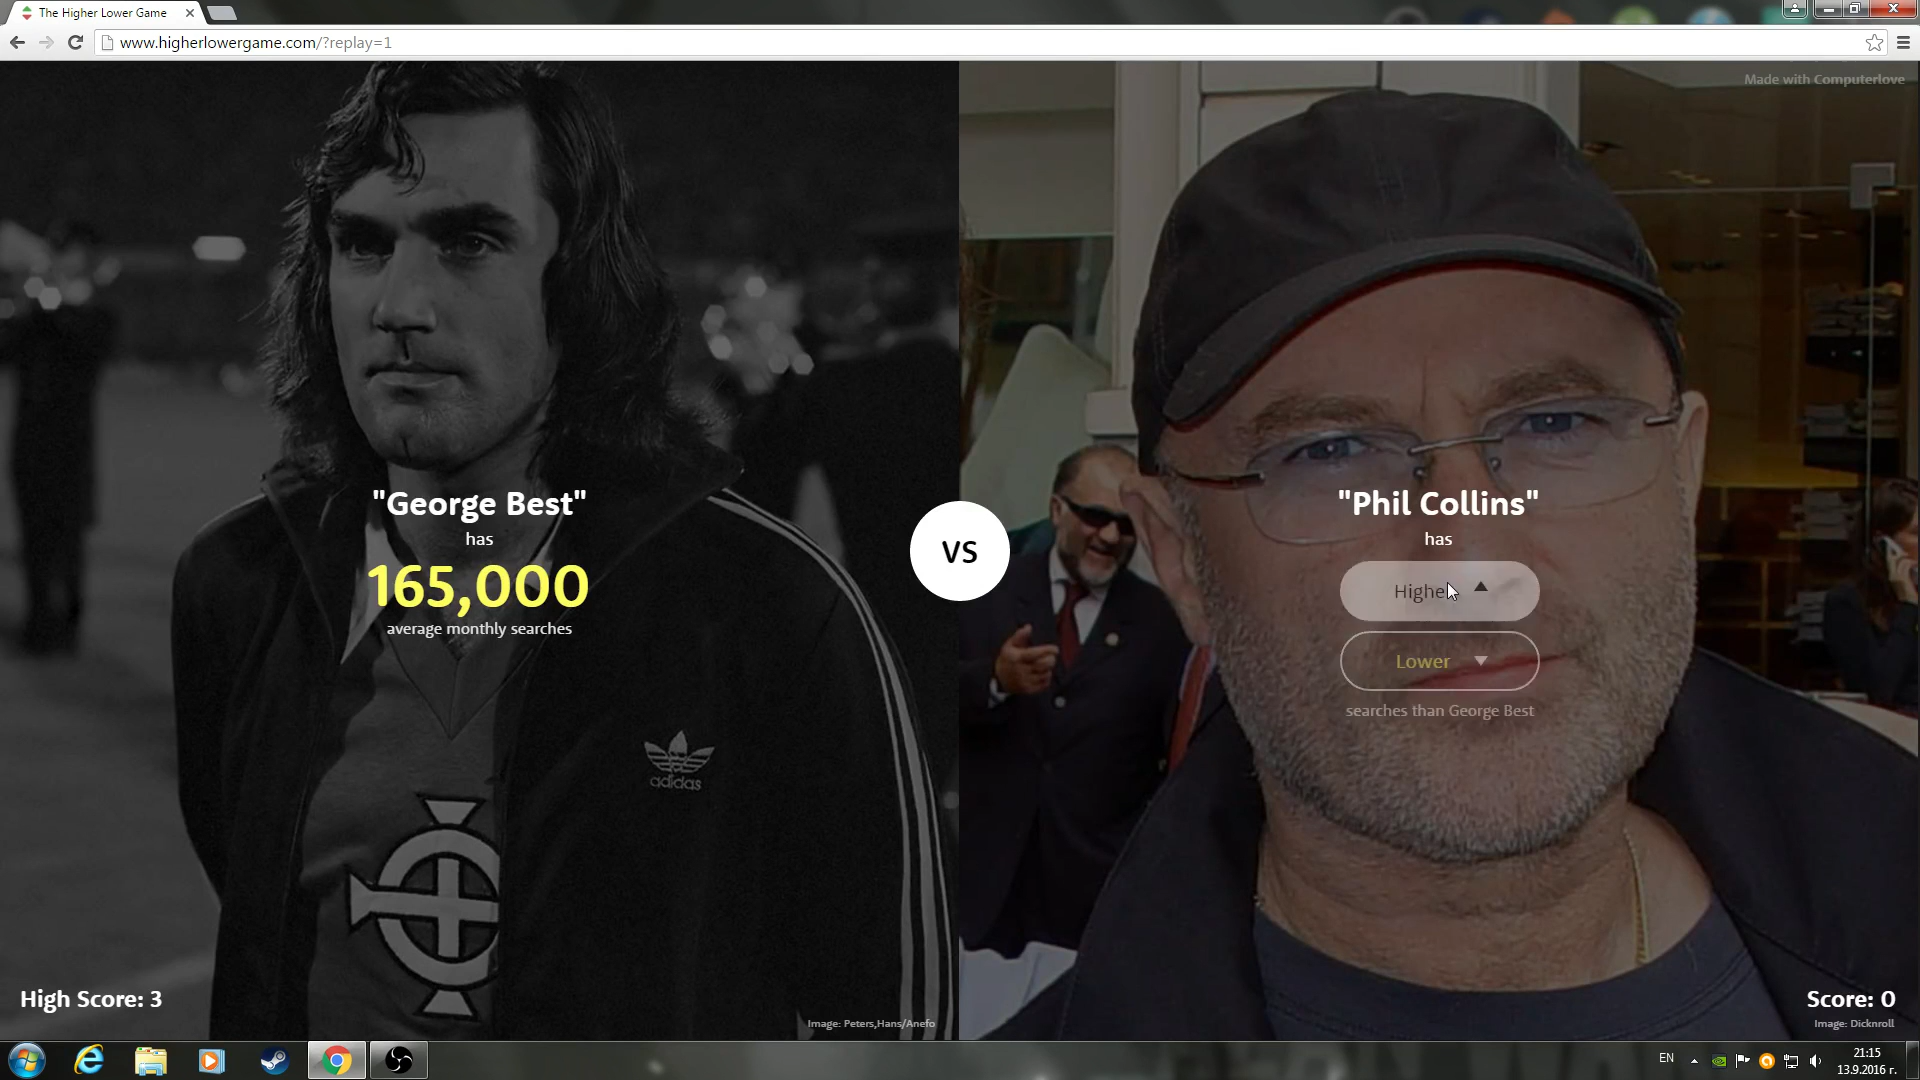 The Higher Lower Game
www.higherlowergame.com/?replay=1
Made with Computerlove
"George Best"
has
165,000
average monthly searches
adidas
VS
"Phil Collins"
has
Higher
Lower
searches than George Best
High Score: 3
Image: Peters,Hans/Anefo
Score: 0
Image: Dicknroll
EN
21:15
13.9.2016 г.